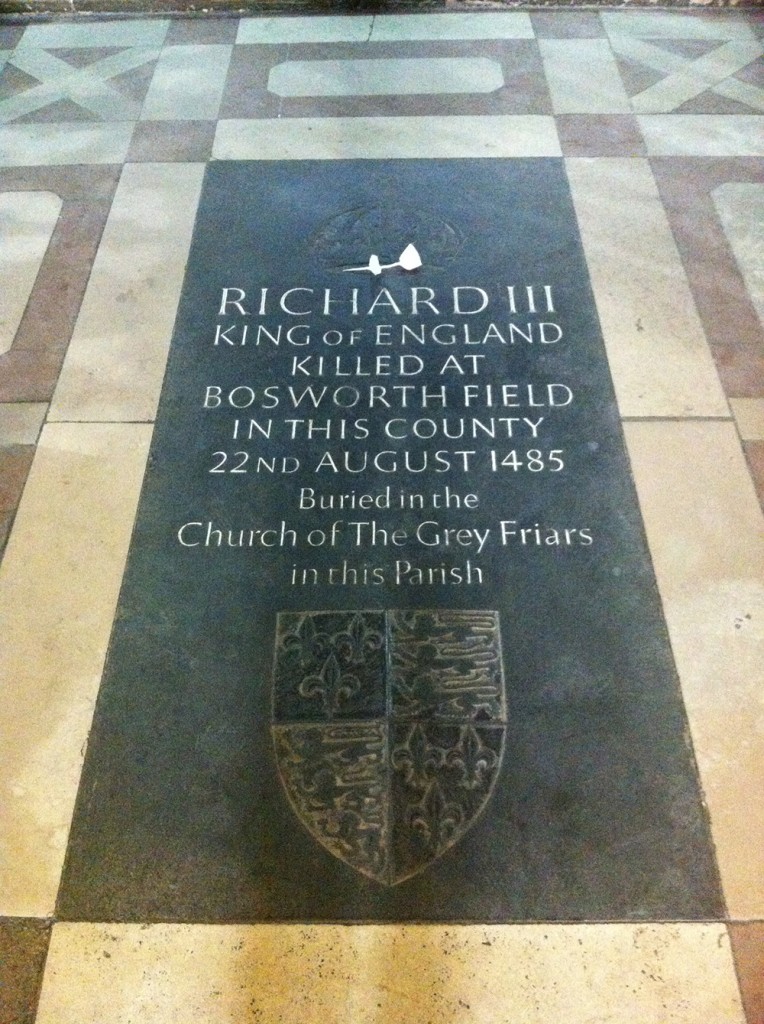 RICHARD III
KING OF ENGLAND
KILLED AT
BOSWORTH FIELD
IN THIS COUNTY
22ND AUGUST 1485
Buried in the
Church of The Grey Friars
in this Parish